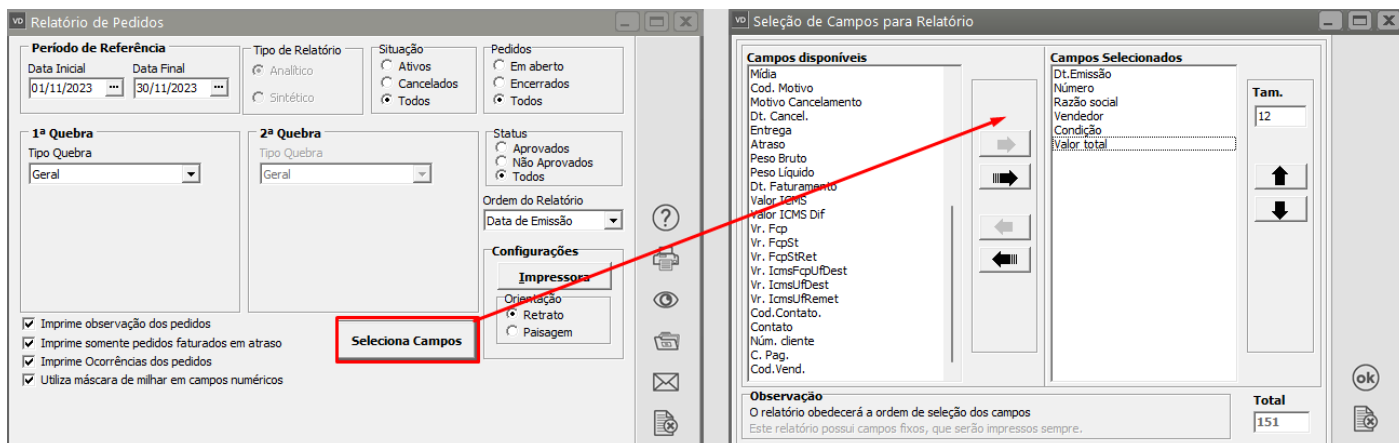 VD Relatório de Pedidos
Período de Referência
Data Inicial Data Final
01/11/2023 ... 30/11/2023 ...
Tipo de Relatório
Analítico
Sintético
Situação
Ativos
Cancelados
Todos
Pedidos
Em aberto
Encerrados
Todos
1ª Quebra
Tipo Quebra
Geral
2ª Quebra
Tipo Quebra
Geral
Status
Aprovados
Não Aprovados
Todos
Ordem do Relatório
Data de Emissão
Configurações
Impressora
Orientação
Retrato
Paisagem
Imprime observação dos pedidos
Imprime somente pedidos faturados em atraso
Imprime Ocorrências dos pedidos
Utiliza máscara de milhar em campos numéricos
Seleciona Campos
VD Seleção de Campos para Relatório
Campos disponíveis
Mídia
Cod. Motivo
Motivo Cancelamento
Dt. Cancel.
Entrega
Atraso
Peso Bruto
Peso Líquido
Dt. Faturamento
Valor ICMS
Valor ICMS Dif
Vr. Fcp
Vr. FcpSt
Vr. FcpStRet
Vr. IcmsFcpUfDest
Vr. IcmsUfDest
Vr. IcmsUfRemet
Cod.Contato.
Contato
Núm. cliente
C. Pag.
Cod.Vend.
Campos Selecionados
Dt.Emissão
Número
Razão social
Vendedor
Condição
Valor total
Tam.
12
Observação
O relatório obedecerá a ordem de seleção dos campos
Este relatório possui campos fixos, que serão impressos sempre.
Total
151
ok